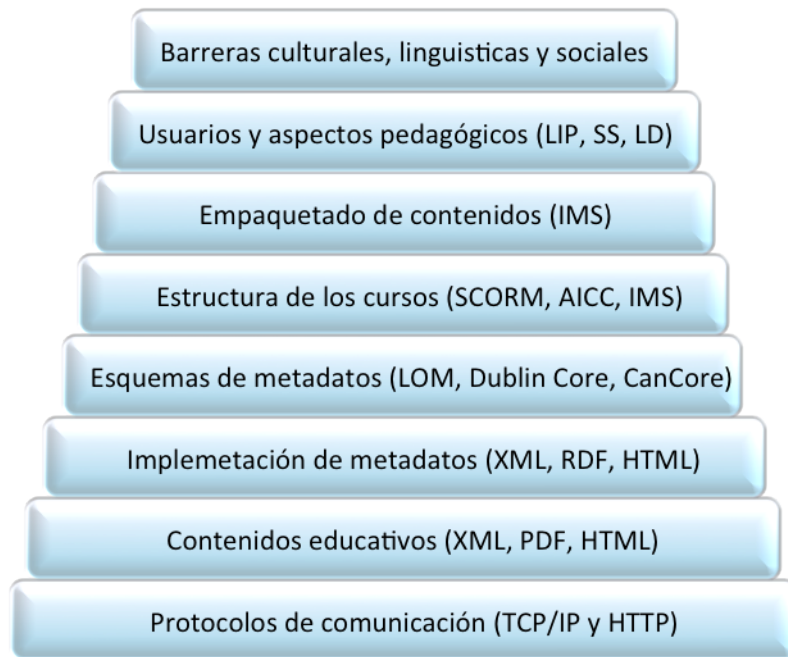 Barreras culturales, linguisticas y sociales
Usuarios y aspectos pedagógicos (LIP, SS, LD)
Empaquetado de contenidos (IMS)
Estructura de los cursos (SCORM, AICC, IMS)
Esquemas de metadatos (LOM, Dublin Core, CanCore)
Implemetación de metadatos (XML, RDF, HTML)
Contenidos educativos (XML, PDF, HTML)
Protocolos de comunicación (TCP/IP y HTTP)